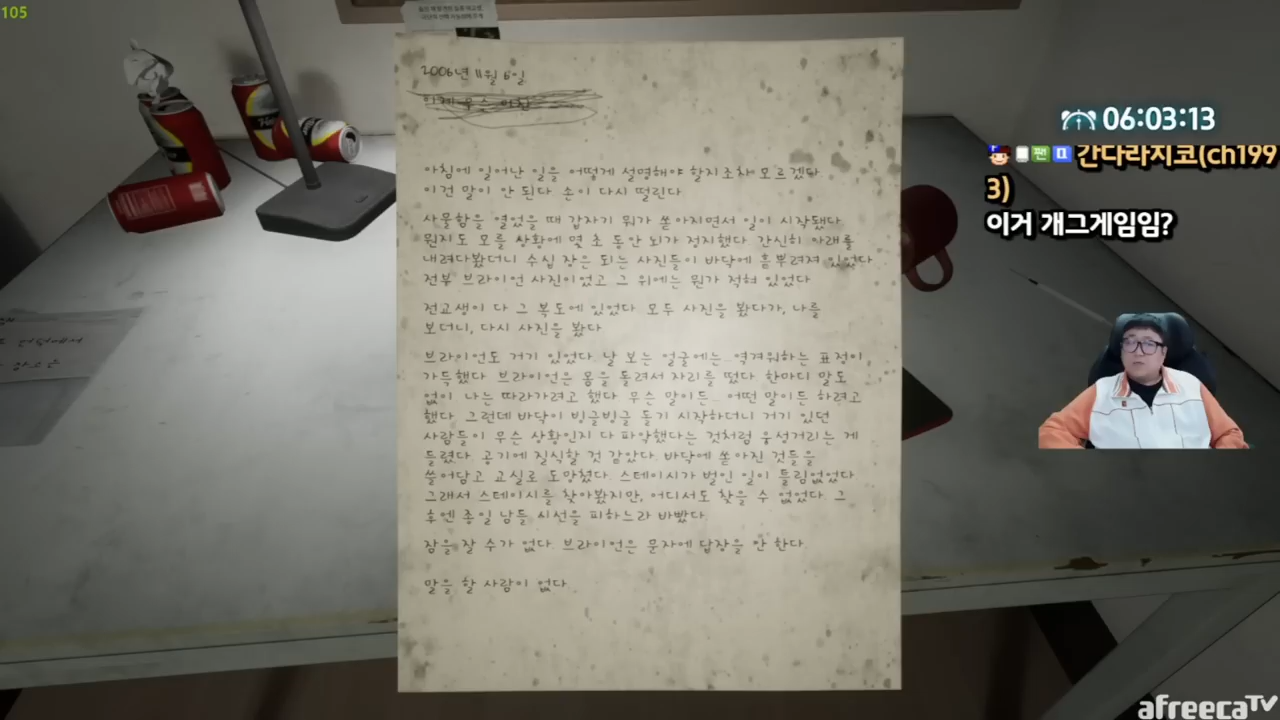 105
2006년 11월 6일
아침에 일어난 일을 어떻게 설명해야 할지조차 모르겠다
이건 말이 안 된다 손이 다시 떨린다
사물함을 열었을 때 갑자기 뭐가 쏟아지면서 일이 시작됐다
뭔지도 모를 상황에 몇 초 동안 뇌가 정지했다 간신히 아래를
내려다봤더니 수십 장은 되는 사진들이 바닥에 흩뿌려져 있었다
전부 브라이언 사진이었고 그 위에는 뭔가 적혀 있었다
전교생이 다 그 복도에 있었다 모두 사진을 봤다가, 나를
보더니, 다시 사진을 봤다
브라이언도 거기 있었다 날 보는 얼굴에는... 역겨워하는 표정이
가득했다 브라이언은 몸을 돌려서 자리를 떴다 한마디 말도
없이 나는 따라가려고 했다 무슨 말이든... 어떤 말이든 하려고
했다 그런데 바닥이 빙글빙글 돌기 시작하더니 거기 있던
사람들이 무슨 상황인지 다 파악했다는 것처럼 웅성거리는 게
들렸다 공기에 질식할 것 같았다 바닥에 쏟아진 것들을
쓸어담고 교실로 도망쳤다. 스테이시가 벌인 일이 틀림없었다
그래서 스테이시를 찾아봤지만, 어디서도 찾을 수 없었다. 그
후엔 종일 남들 시선을 피하느라 바빴다
잠을 잘 수가 없다. 브라이언은 문자에 답장을 안 한다
말을 할 사람이 없다
06:03:13
간다라지코(ch199
3)
이거 개그게임임?
afreecaTV